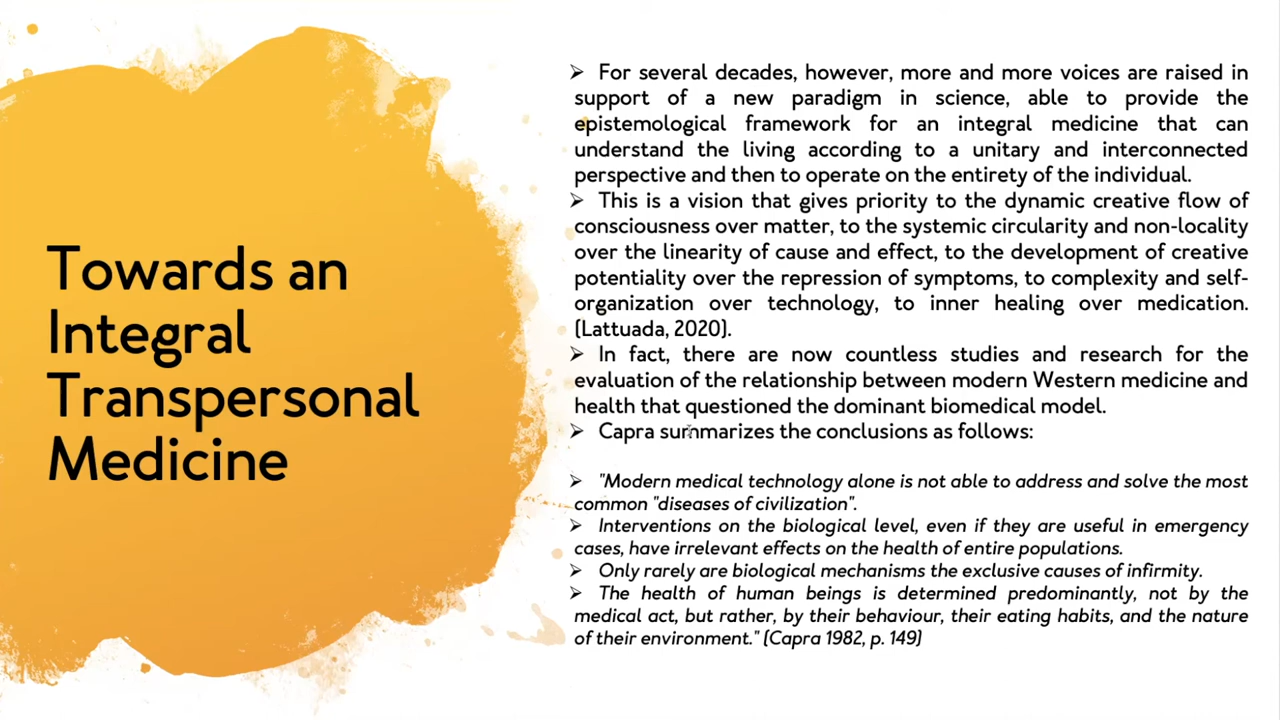 Towards an
Integral
Transpersonal
Medicine
➢ For several decades, however, more and more voices are raised in
support of a new paradigm in science, able to provide the
epistemological framework for an integral medicine that can
understand the living according to a unitary and interconnected
perspective and then to operate on the entirety of the individual.
➢ This is a vision that gives priority to the dynamic creative flow of
consciousness over matter, to the systemic circularity and non-locality
over the linearity of cause and effect, to the development of creative
potentiality over the repression of symptoms, to complexity and self-
organization over technology, to inner healing over medication.
(Lattuada, 2020).
➢ In fact, there are now countless studies and research for the
evaluation of the relationship between modern Western medicine and
health that questioned the dominant biomedical model.
➢ Capra summarizes the conclusions as follows:
➢ "Modern medical technology alone is not able to address and solve the most
common "diseases of civilization".
➢ Interventions on the biological level, even if they are useful in emergency
cases, have irrelevant effects on the health of entire populations.
➢ Only rarely are biological mechanisms the exclusive causes of infirmity.
➢ The health of human beings is determined predominantly, not by the
medical act, but rather, by their behaviour, their eating habits, and the nature
of their environment." (Capra 1982, p. 149)